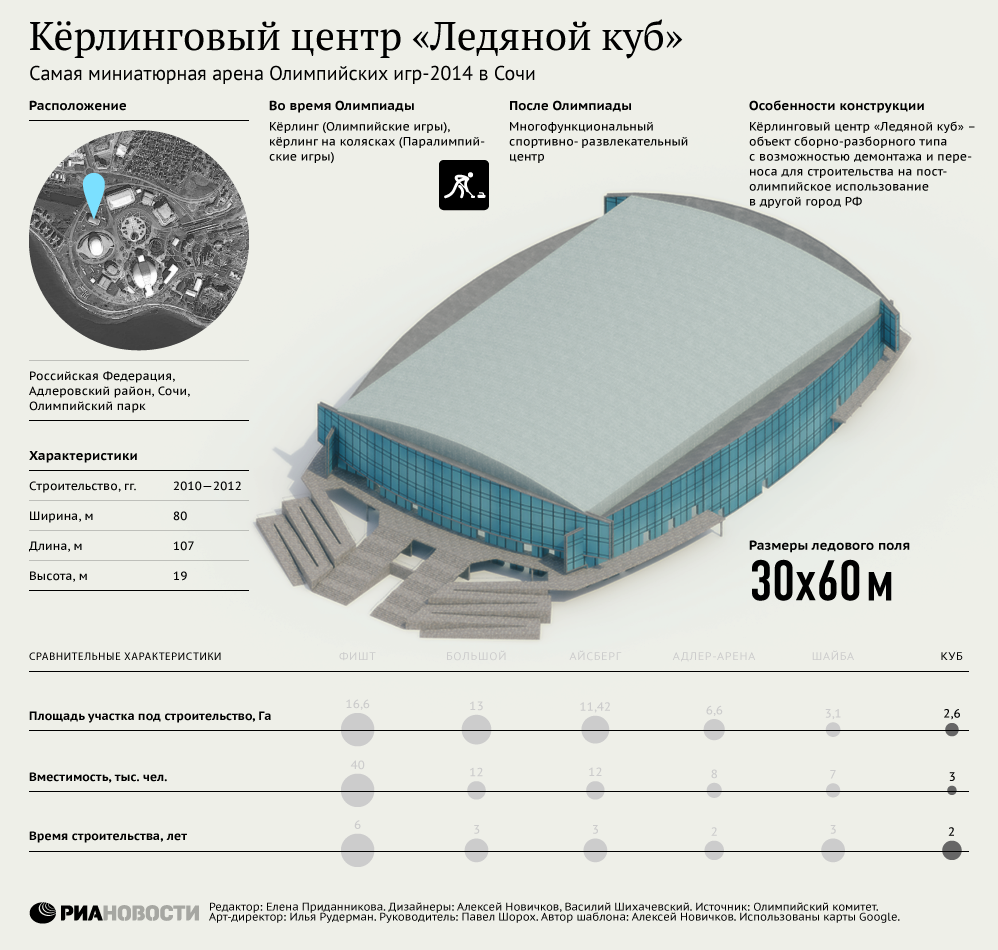 Кёрлинговый центр «Ледяной куб»
Самая миниатюрная арена Олимпийских игр-2014 в Сочи
Расположение
Российская Федерация,
Адлеровский район, Сочи,
Олимпийский парк
Характеристики
Строительство, гг. 2010—2012
Ширина, м 80
Длина, м 107
Высота, м 19
Во время Олимпиады
Кёрлинг (Олимпийские игры),
кёрлинг на колясках (Паралимпий-
ские игры)
После Олимпиады
Многофункциональный
спортивно- развлекательный
центр
Особенности конструкции
Кёрлинговый центр «Ледяной куб» –
объект сборно-разборного типа
с возможностью демонтажа и пере-
носа для строительства на пост-
олимпийское использование
в другой город РФ
Размеры ледового поля
30х60 м
СРАВНИТЕЛЬНЫЕ ХАРАКТЕРИСТИКИ ФИШТ БОЛЬШОЙ АЙСБЕРГ АДЛЕР-АРЕНА ШАЙБА КУБ
Площадь участка под строительство, Га 16,6 13 11,42 6,6 3,1 2,6
Вместимость, тыс. чел. 40 12 12 8 7 3
Время строительства, лет 6 3 3 2 3 2
РИАНОВОСТИ
Редактор: Елена Приданникова. Дизайнеры: Алексей Новичков, Василий Шихачевский. Источник: Олимпийский комитет.
Арт-директор: Илья Рудерман. Руководитель: Павел Шорох. Автор шаблона: Алексей Новичков. Использованы карты Google.